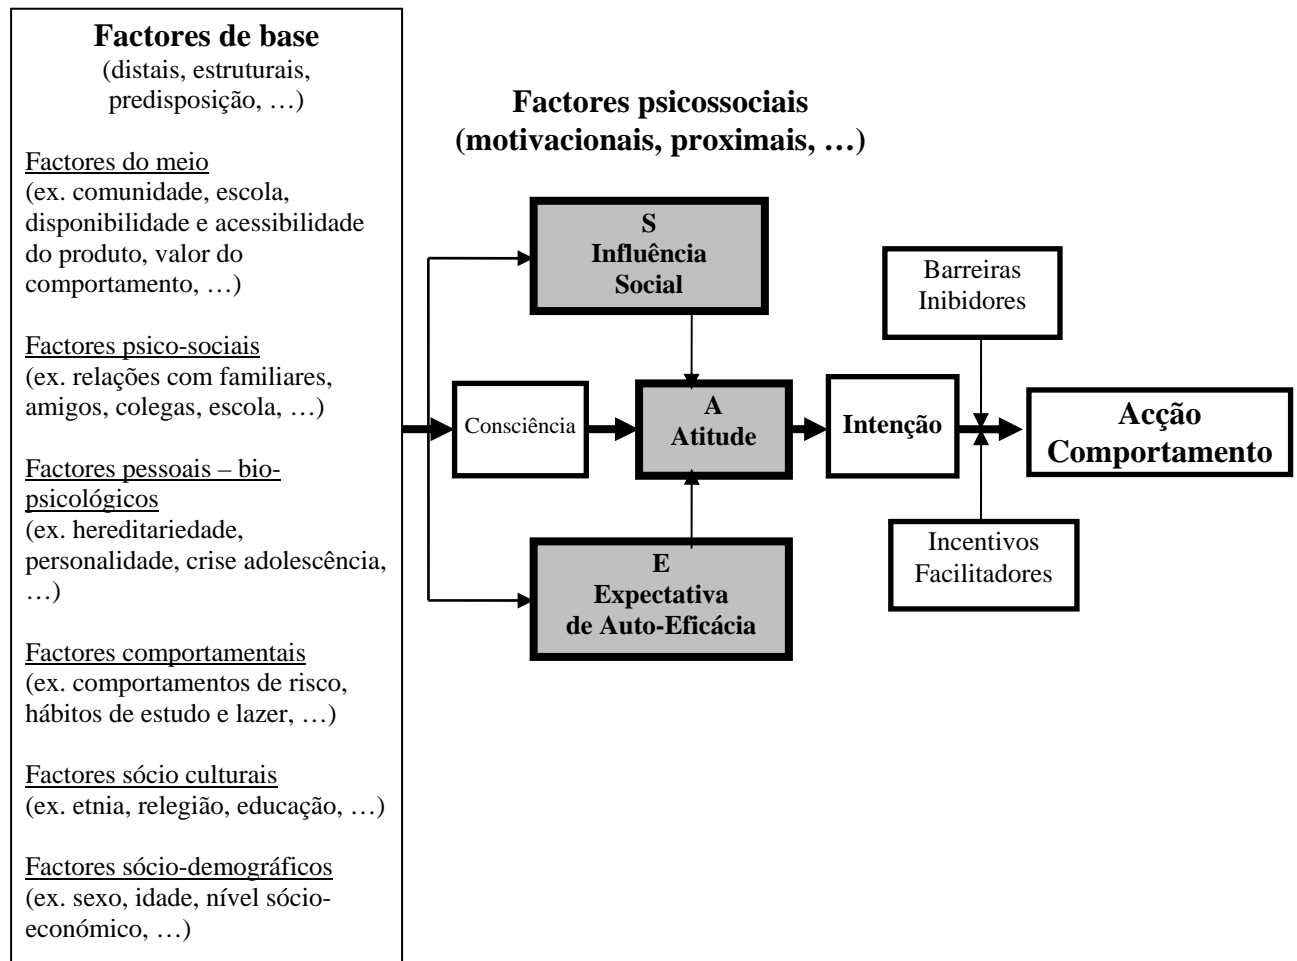 Factores de base
(distais, estruturais,
predisposição, …)
Factores do meio
(ex. comunidade, escola,
disponibilidade e acessibilidade
do produto, valor do
comportamento, …)
Factores psico-sociais
(ex. relações com familiares,
amigos, colegas, escola, …)
Factores pessoais – bio-
psicológicos
(ex. hereditariedade,
personalidade, crise adolescência,
…)
Factores comportamentais
(ex. comportamentos de risco,
hábitos de estudo e lazer, …)
Factores sócio culturais
(ex. etnia, relegião, educação, …)
Factores sócio-demográficos
(ex. sexo, idade, nível sócio-
económico, …)
Factores psicossociais
(motivacionais, proximais, …)
S
Influência
Social
Consciência
A
Atitude
E
Expectativa
de Auto-Eficácia
Intenção
Barreiras
Inibidores
Incentivos
Facilitadores
Acção
Comportamento